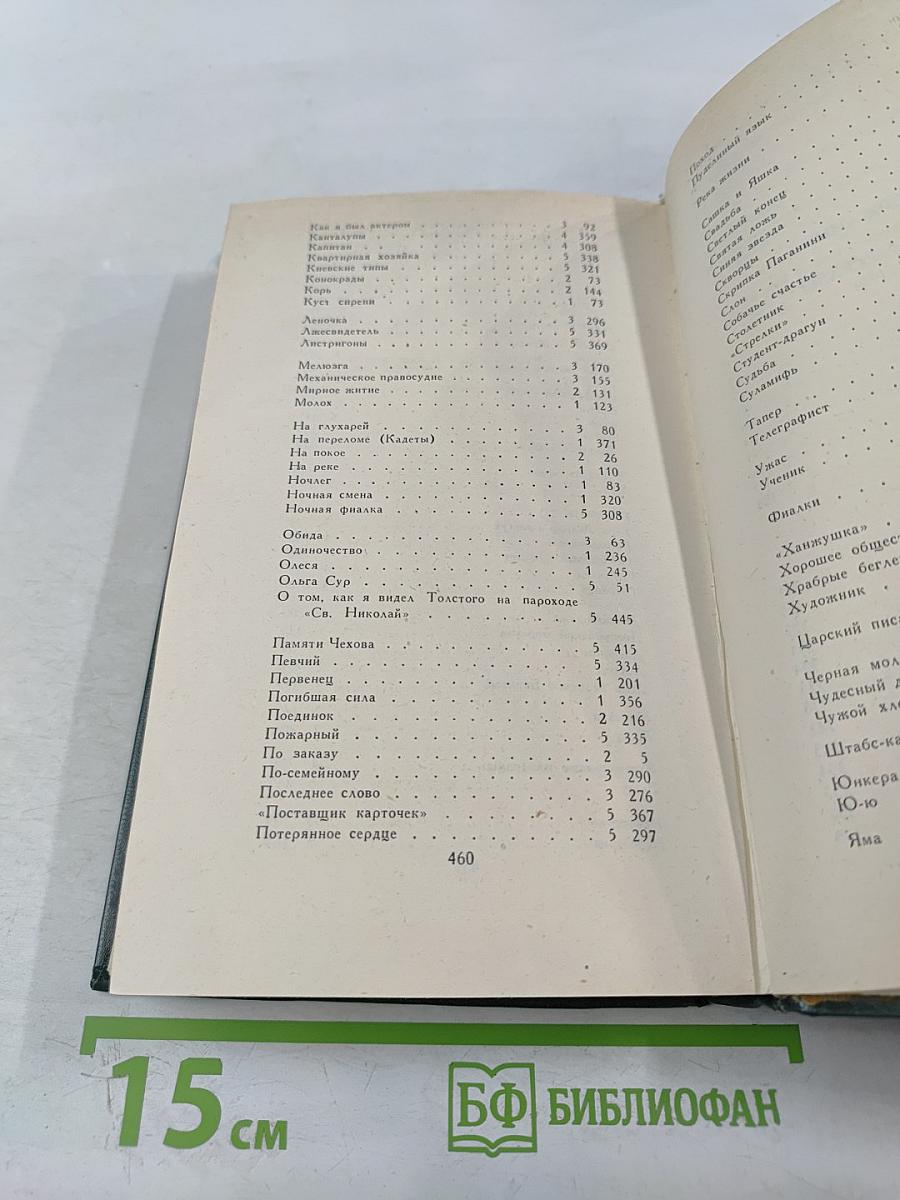 Как я был актером . . . . . . . . . . 3 92
Канталупы . . . . . . . . . . 4 359
Капитан . . . . . . . . . . 4 308
Квартирная хозяйка . . . . . . . . . . 5 338
Киевские типы . . . . . . . . . . 5 321
Конокрады . . . . . . . . . . 2 73
Корь . . . . . . . . . . 2 144
Куст сирени . . . . . . . . . . 1 73
Леночка . . . . . . . . . . 3 296
Лжесвидетель . . . . . . . . . . 5 331
Листригоны . . . . . . . . . . 5 369
Мелюзга . . . . . . . . . . 3 170
Механическое правосудие . . . . . . . . 3 155
Мирное житие . . . . . . . . . . 2 131
Молох . . . . . . . . . . 1 123
На глухарей . . . . . . . . . . 3 80
На переломе (Кадеты) . . . . . . . . 1 371
На покое . . . . . . . . . . 2 26
На реке . . . . . . . . . . 1 110
Ночлег . . . . . . . . . . 1 83
Ночная смена . . . . . . . . . . 1 320
Ночная фиалка . . . . . . . . . . 5 308
Обида . . . . . . . . . . 3 63
Одиночество . . . . . . . . . . 1 236
Олеся . . . . . . . . . . 1 245
Ольга Сур . . . . . . . . . . 5 51
О том, как я видел Толстого на пароходе
«Св. Николай» . . . . . . . . . 5 445
Памяти Чехова . . . . . . . . . . 5 415
Певчий . . . . . . . . . . 5 334
Первенец . . . . . . . . . . 1 201
Погибшая сила . . . . . . . . . . 1 356
Поединок . . . . . . . . . . 2 216
Пожарный . . . . . . . . . . 5 335
По заказу . . . . . . . . . . 2 5
По-семейному . . . . . . . . . . 3 290
Последнее слово . . . . . . . . . . 3 276
«Поставщик карточек» . . . . . . . . 5 367
Потерянное сердце . . . . . . . . . 5 297
460
Поход . . . .
Пуделиный язык . . .
Река жизни . . . .
Сашка и Яшка . . . .
Свадьба . . . .
Светлый конец . . . .
Святая ложь . . . .
Синяя звезда . . . .
Скворцы . . . .
Скрипка Паганини . .
Слон . . . .
Собачье счастье . . .
Столетник . . . .
«Стрелки» . . . .
Студент-драгун . . .
Судьба . . . .
Суламифь . . . .
Тапер . . . .
Телеграфист . . .
Ужас . . . .
Ученик . . . .
Фиалки . . . .
«Ханжушка» . .
Хорошее общест
Храбрые бегле
Художник . .
Царский писа
Черная мол
Чудесный д
Чужой хле
Штабс-ка
Юнкера
Ю-ю
Яма
15 см
БФ БИБЛИОФАН